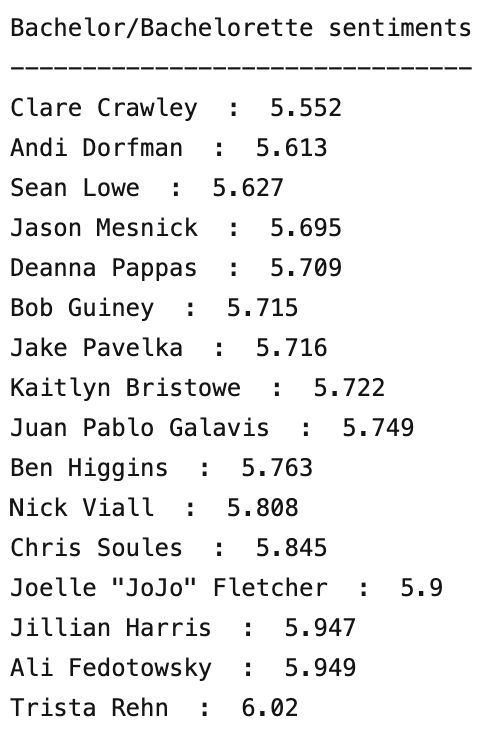 Bachelor/Bachelorette sentiments
--------------------------------
Clare Crawley  :  5.552
Andi Dorfman  :  5.613
Sean Lowe  :  5.627
Jason Mesnick  :  5.695
Deanna Pappas  :  5.709
Bob Guiney  :  5.715
Jake Pavelka  :  5.716
Kaitlyn Bristowe  :  5.722
Juan Pablo Galavis  :  5.749
Ben Higgins  :  5.763
Nick Viall  :  5.808
Chris Soules  :  5.845
Joelle "JoJo" Fletcher  :  5.9
Jillian Harris  :  5.947
Ali Fedotowsky  :  5.949
Trista Rehn  :  6.02